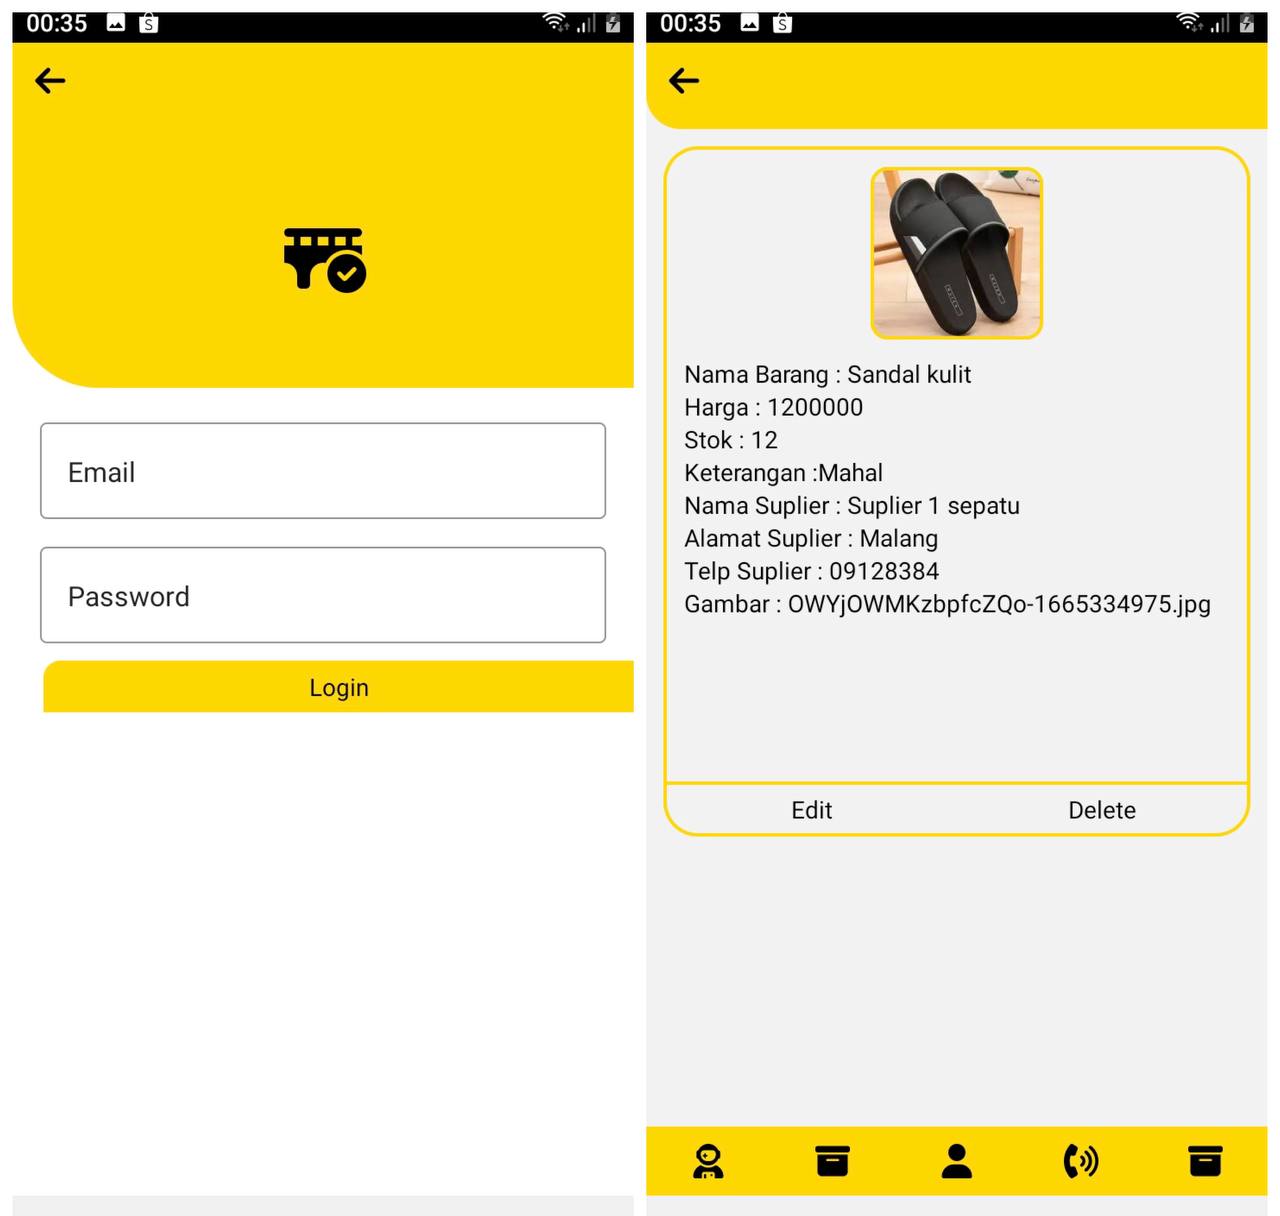 00:35
Email
Password
Login
00:35
Nama Barang : Sandal kulit
Harga : 1200000
Stok : 12
Keterangan :Mahal
Nama Suplier : Suplier 1 sepatu
Alamat Suplier : Malang
Telp Suplier : 09128384
Gambar : OWYjOWMKzbpfcZQo-1665334975.jpg
Edit
Delete